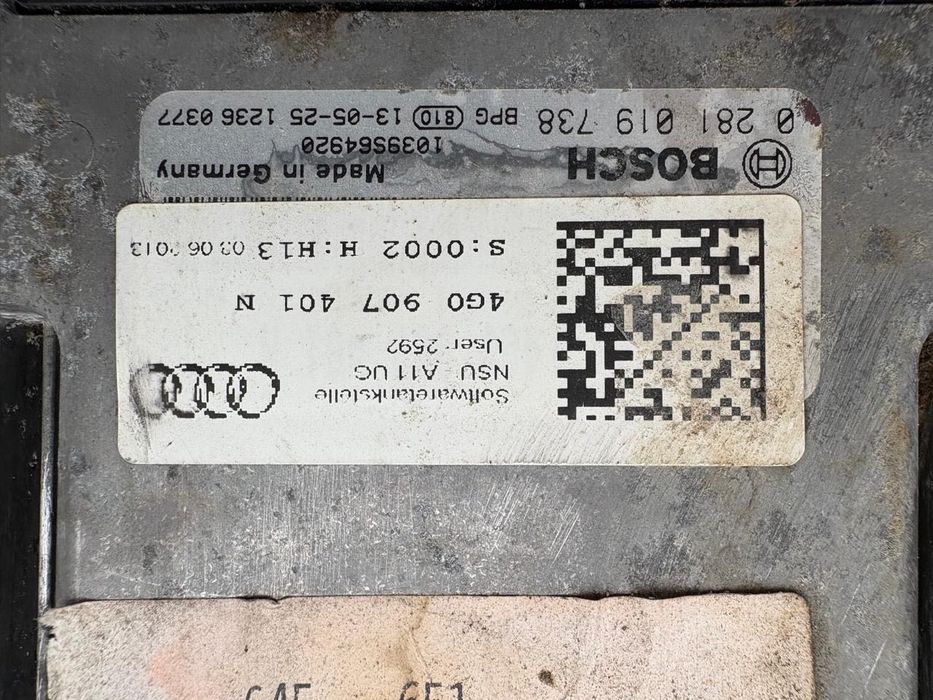 Softwaretankstelle
NSU A11 UG
User: 2592
4G0 907 401 N
S:0002 H:H13 03.06.2013
BOSCH Made in Germany
1039S64920
0 281 019 738 BPG 810 13-05-25 1236 0377